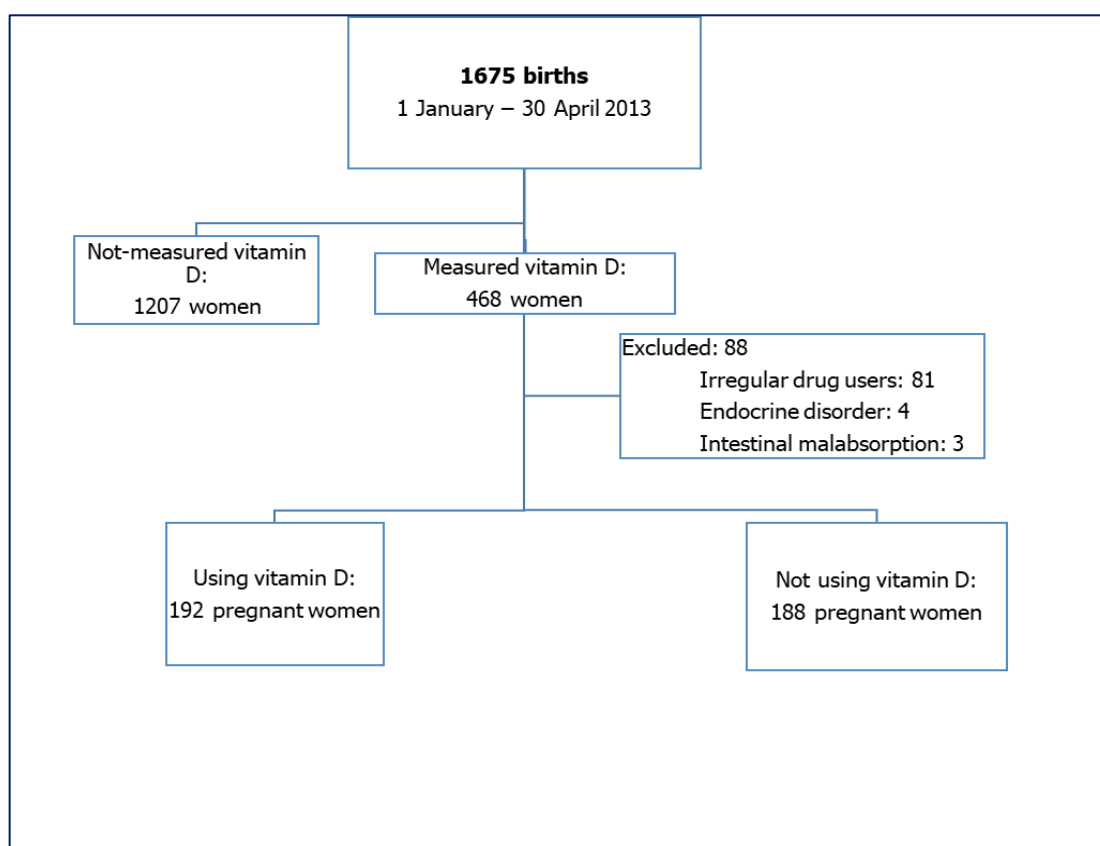 1675 births
1 January – 30 April 2013
Not-measured vitamin
D:
1207 women
Measured vitamin D:
468 women
Excluded: 88
Irregular drug users: 81
Endocrine disorder: 4
Intestinal malabsorption: 3
Using vitamin D:
192 pregnant women
Not using vitamin D:
188 pregnant women